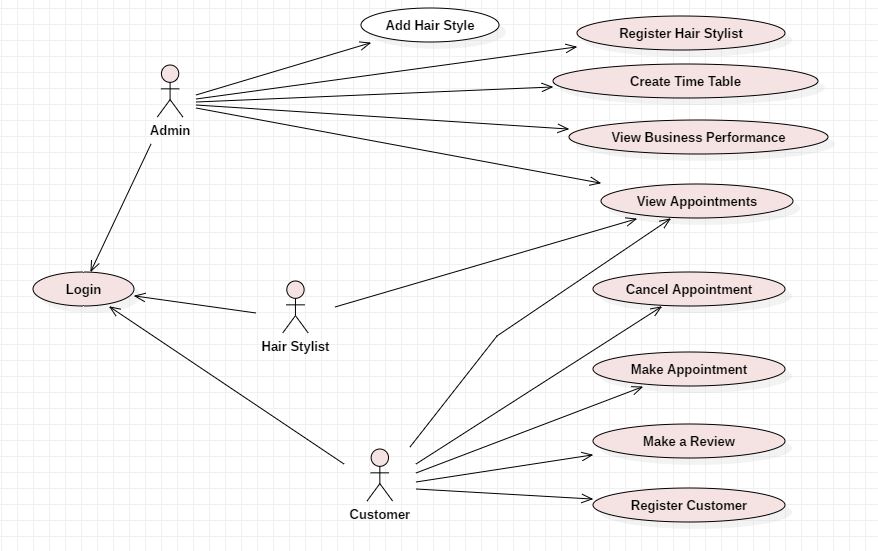 Add Hair Style
Register Hair Stylist
Create Time Table
Admin
View Business Performance
View Appointments
Login
Cancel Appointment
Hair Stylist
Make Appointment
Make a Review
Register Customer
Customer